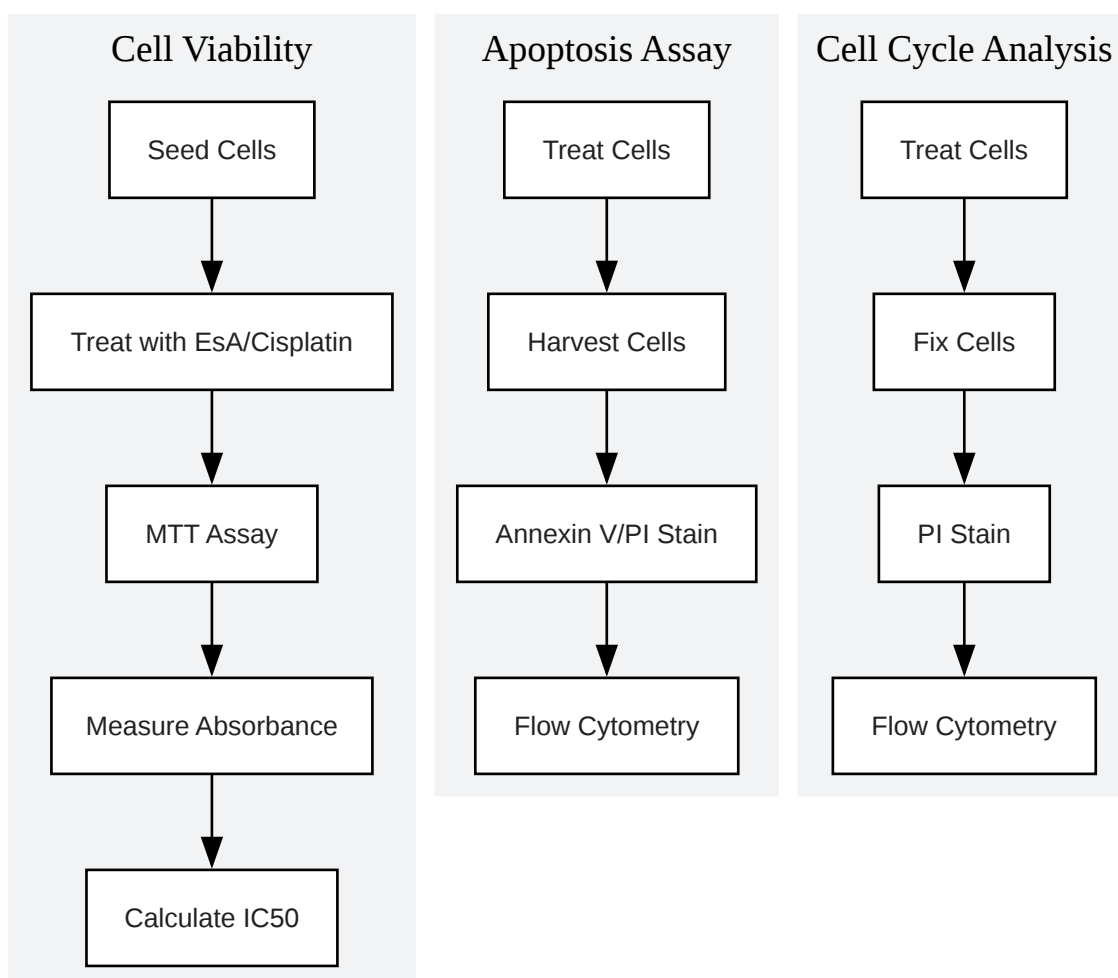 Cell Viability
Seed Cells
Treat with EsA/Cisplatin
MTT Assay
Measure Absorbance
Calculate IC50
Apoptosis Assay
Treat Cells
Harvest Cells
Annexin V/PI Stain
Flow Cytometry
Cell Cycle Analysis
Treat Cells
Fix Cells
PI Stain
Flow Cytometry